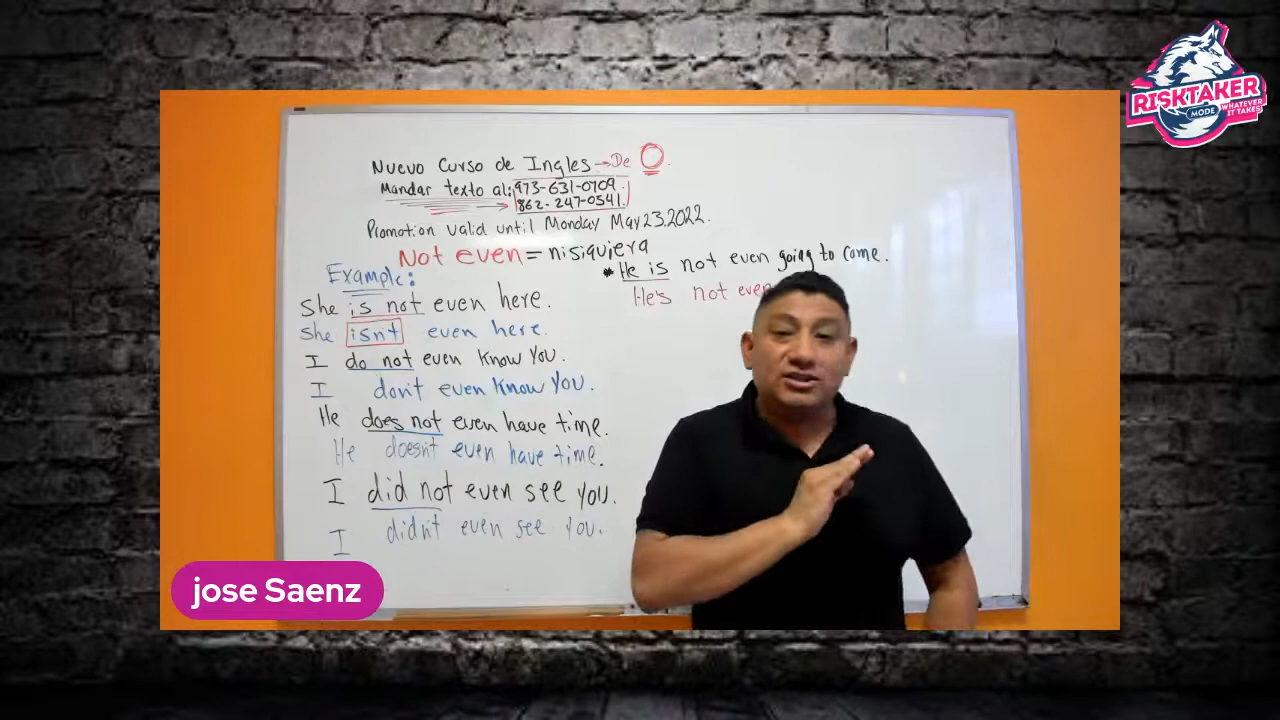 Nuevo Curso de Ingles → De 0.
Mandar texto al: 973-631-0709.
862-247-0541.
Promotion valid until Monday May 23.2022.
Not even = nisiquiera
Example:
She is not even here.
She isnt even here.
I do not even know you.
I don't even know you.
He does not even have time.
He doesn't even have time.
I did not even see you.
I didn't even see you.
* He is not even going to come.
He's not even
jose Saenz
RISKTAKER
MODE
WHATEVER
IT TAKES